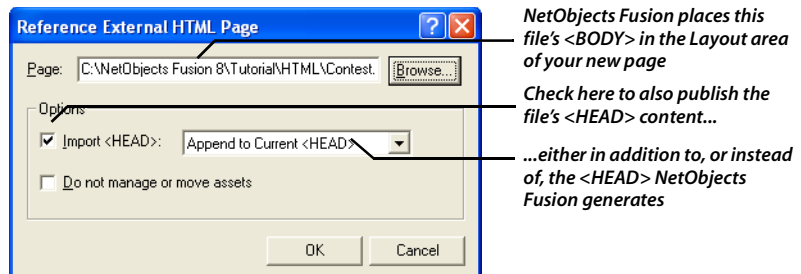 Reference External HTML Page
Page: C:\NetObjects Fusion 8\Tutorial\HTML\Contest. Browse...
Options
Import <HEAD>: Append to Current <HEAD>
Do not manage or move assets
OK Cancel
NetObjects Fusion places this
file's <BODY> in the Layout area
of your new page
Check here to also publish the
file's <HEAD> content...
...either in addition to, or instead
of, the <HEAD> NetObjects
Fusion generates